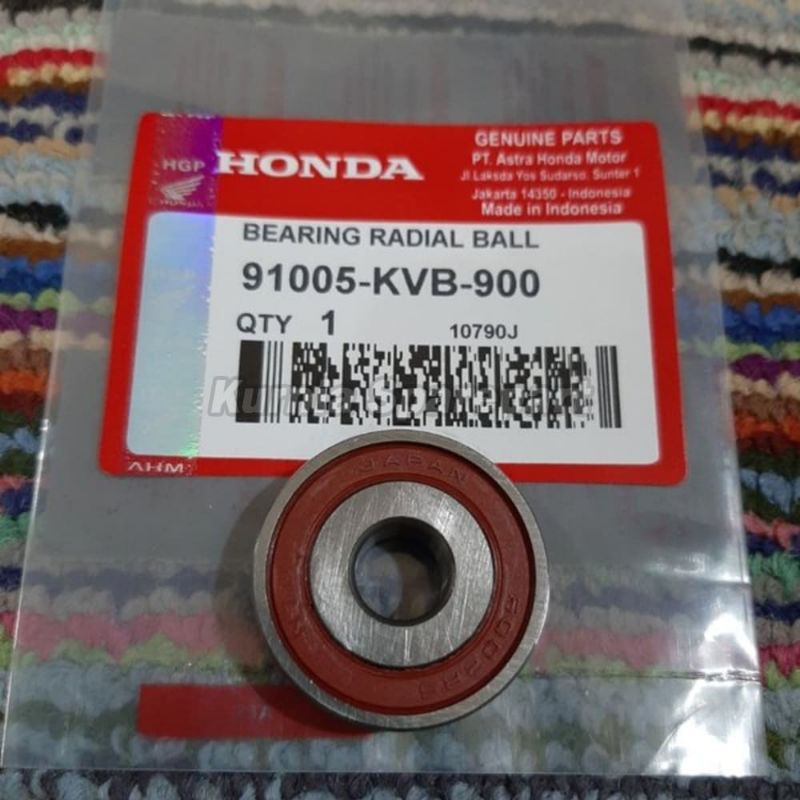 GENUINE PARTS
HGP HONDA
PT. Astra Honda Motor
Jl Laksda Yos Sudarso. Sunter 1
Jakarta 14350 - Indonesia
Made in Indonesia
HONDA
BEARING RADIAL BALL
91005-KVB-900
QTY 1
10790J
AHM
JAPAN